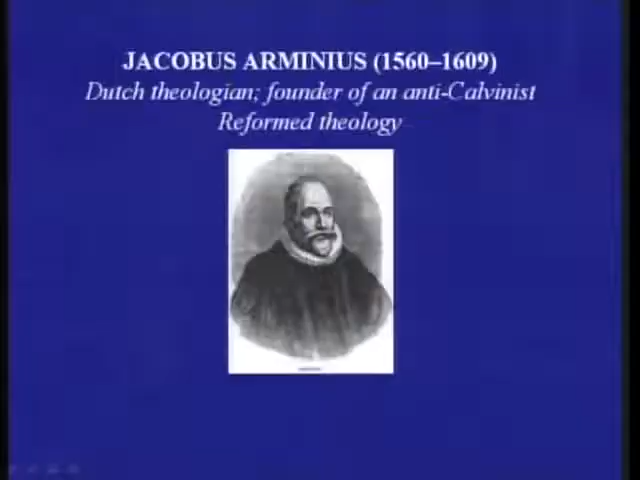 JACOBUS ARMINIUS (1560–1609)
Dutch theologian; founder of an anti-Calvinist
Reformed theology